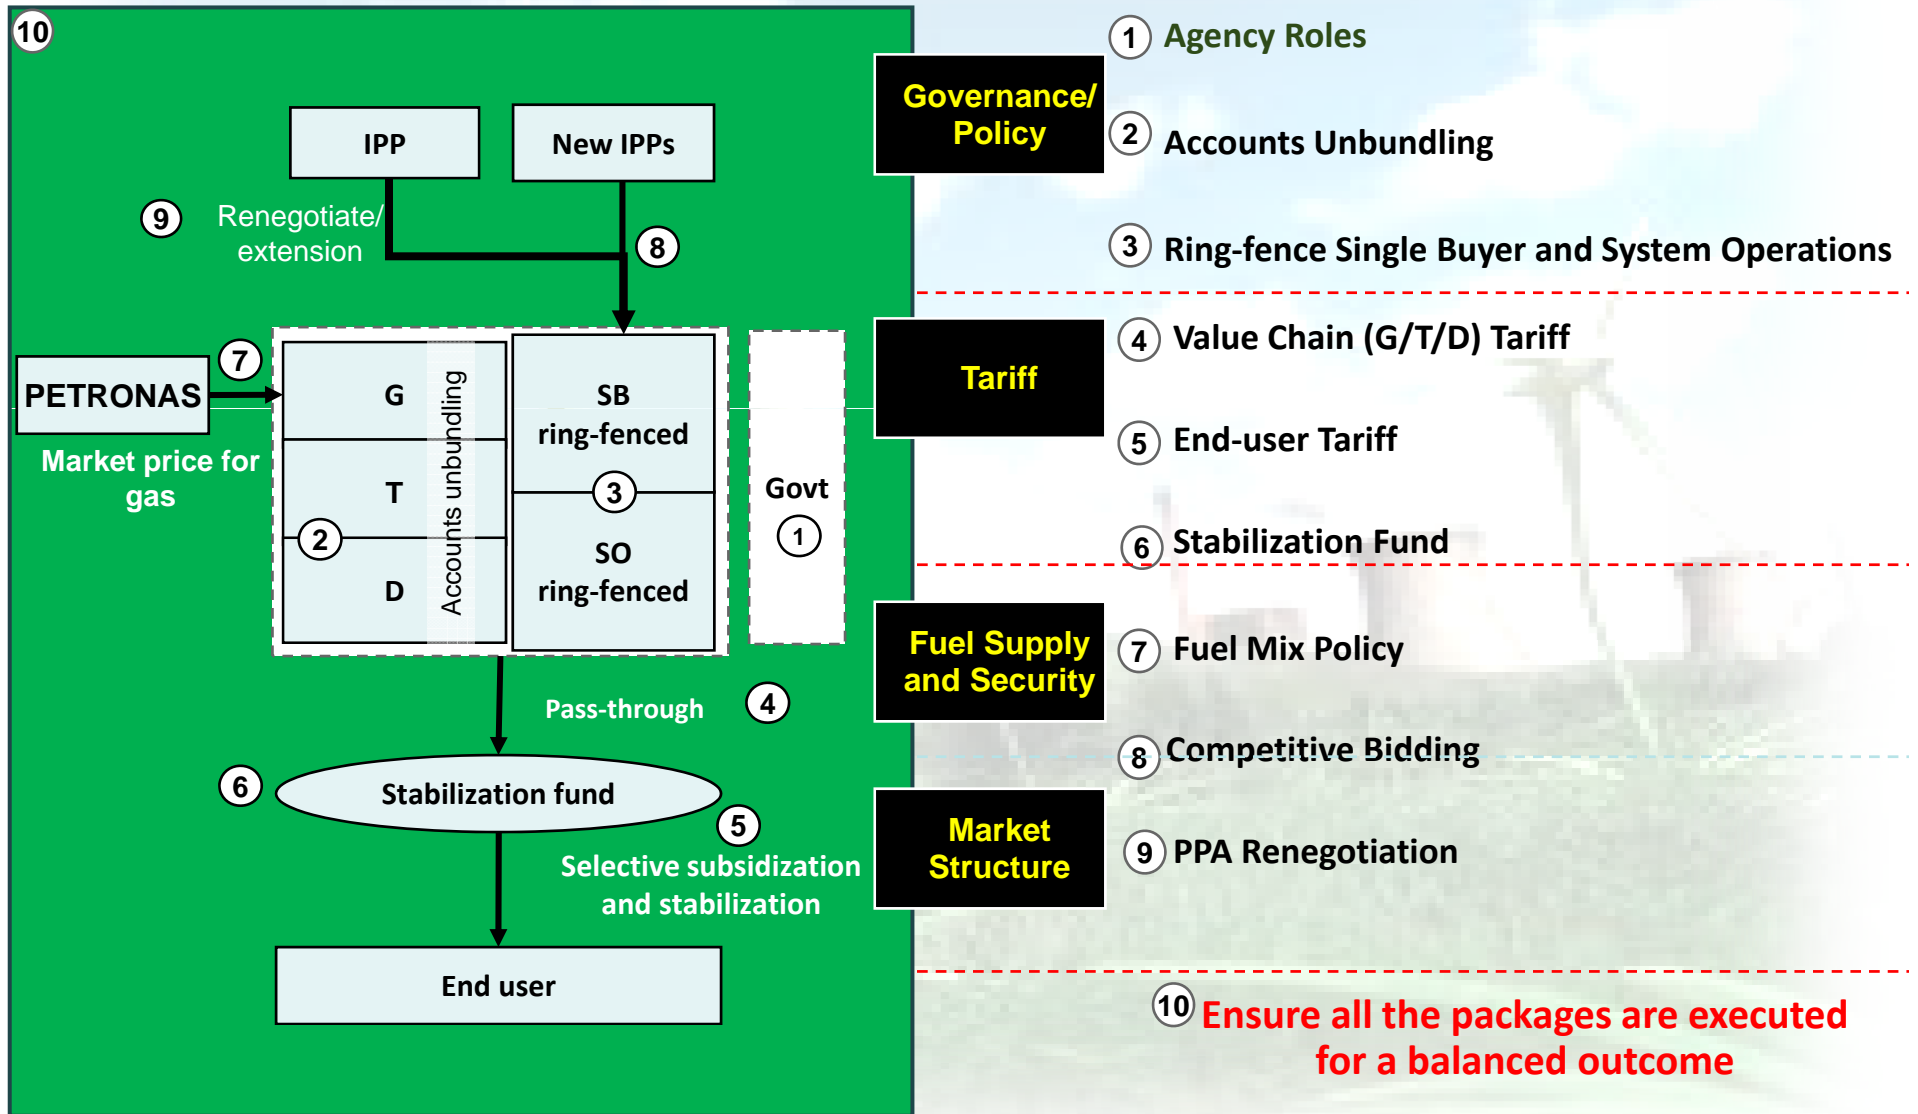 10
IPP
New IPPs
9
Renegotiate/
extension
8
PETRONAS
7
Market price for
gas
G
T
D
2
Accounts unbundling
SB
ring-fenced
3
SO
ring-fenced
Govt
1
Pass-through
4
6
Stabilization fund
5
Selective subsidization
and stabilization
End user
Governance/
Policy
1 Agency Roles
2 Accounts Unbundling
3 Ring-fence Single Buyer and System Operations
Tariff
4 Value Chain (G/T/D) Tariff
5 End-user Tariff
6 Stabilization Fund
Fuel Supply
and Security
7 Fuel Mix Policy
8 Competitive Bidding
Market
Structure
9 PPA Renegotiation
10 Ensure all the packages are executed
for a balanced outcome